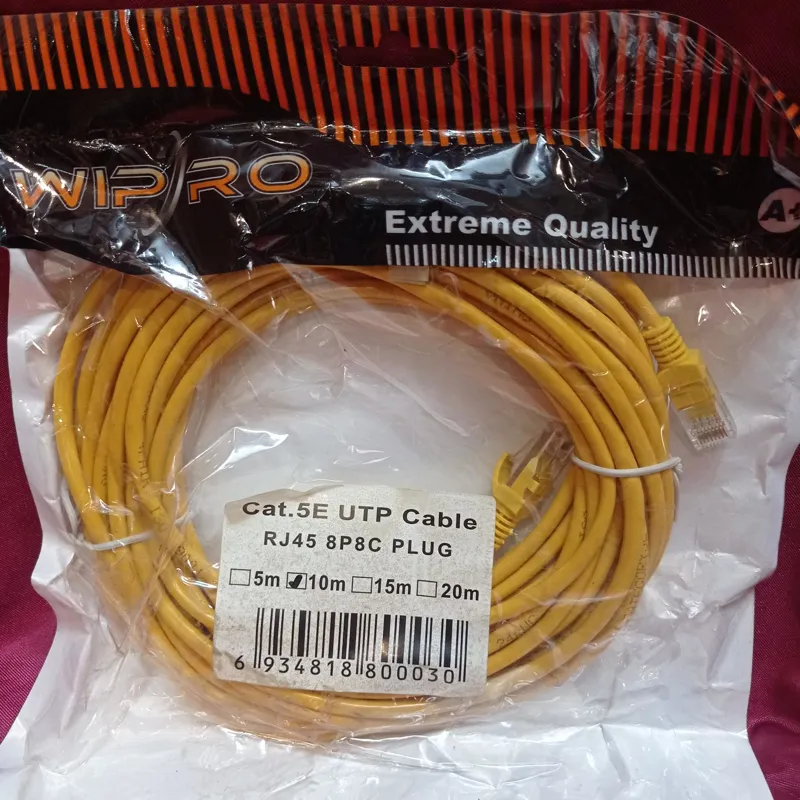 WIPRO
Extreme Quality
A+
Cat.5E UTP Cable
RJ45 8P8C PLUG
5m 10m 15m 20m
6 934818 800030